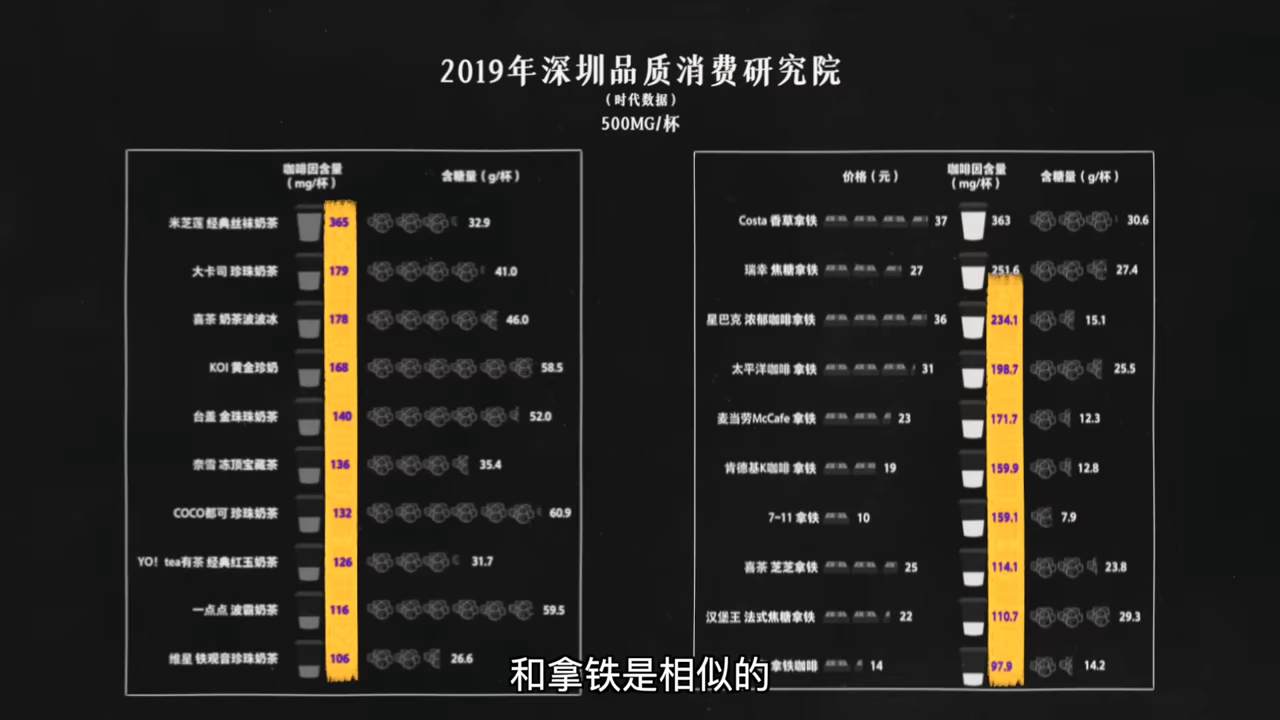 2019年深圳品质消费研究院
（时代数据）
500MG/杯
咖啡因含量
（mg/杯）
含糖量（g/杯）
米芝莲 经典丝袜奶茶 365 32.9
大卡司 珍珠奶茶 179 41.0
喜茶 奶茶波波冰 178 46.0
KOI 黄金珍奶 168 58.5
台盖 金珠珠奶茶 140 52.0
奈雪 冻顶宝藏茶 136 35.4
COCO都可 珍珠奶茶 132 60.9
YO！tea有茶 经典红玉奶茶 126 31.7
一点点 波霸奶茶 116 59.5
维星 铁观音珍珠奶茶 106 26.6
价格（元）
咖啡因含量
（mg/杯）
含糖量（g/杯）
Costa 香草拿铁 37 363 30.6
瑞幸 焦糖拿铁 27 251.6 27.4
星巴克 浓郁咖啡拿铁 36 234.1 15.1
太平洋咖啡 拿铁 31 198.7 25.5
麦当劳McCafe 拿铁 23 171.7 12.3
肯德基K咖啡 拿铁 19 159.9 12.8
7-11 拿铁 10 159.1 7.9
喜茶 芝芝拿铁 25 114.1 23.8
汉堡王 法式焦糖拿铁 22 110.7 29.3
拿铁咖啡 14 97.9 14.2
和拿铁是相似的